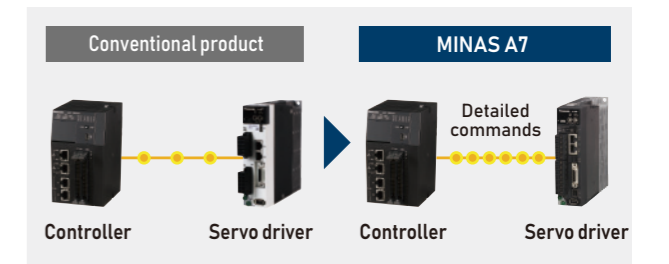 Conventional product
MINAS A7
Detailed
commands
Controller
Servo driver
Controller
Servo driver